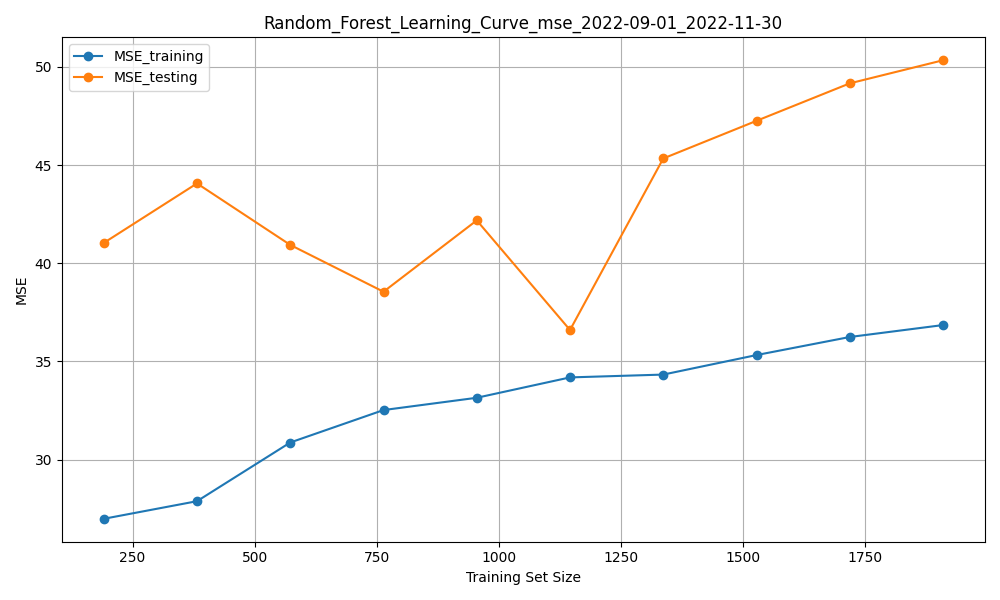 Random_Forest_Learning_Curve_mse_2022-09-01_2022-11-30
MSE_training
MSE_testing
50
45
40
35
30
MSE
250 500 750 1000 1250 1500 1750
Training Set Size